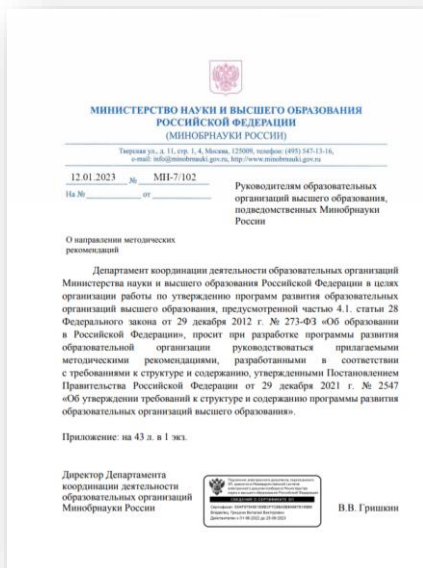 МИНИСТЕРСТВО НАУКИ И ВЫСШЕГО ОБРАЗОВАНИЯ
РОССИЙСКОЙ ФЕДЕРАЦИИ
(МИНОБРНАУКИ РОССИИ)
Тверская ул., д. 11, стр. 1, 4, Москва, 125009, телефон: (495) 547-13-16,
e-mail: info@minobrnauki.gov.ru, http://www.minobrnauki.gov.ru
12.01.2023 № МН-7/102
На № от
Руководителям образовательных
организаций высшего образования,
подведомственных Минобрнауки
России
О направлении методических
рекомендаций
Департамент координации деятельности образовательных организаций
Министерства науки и высшего образования Российской Федерации в целях
организации работы по утверждению программ развития образовательных
организаций высшего образования, предусмотренной частью 4.1. статьи 28
Федерального закона от 29 декабря 2012 г. № 273-ФЗ «Об образовании
в Российской Федерации», просит при разработке программы развития
образовательной организации руководствоваться прилагаемыми
методическими рекомендациями, разработанными в соответствии
с требованиями к структуре и содержанию, утвержденными Постановлением
Правительства Российской Федерации от 29 декабря 2021 г. № 2547
«Об утверждении требований к структуре и содержанию программы развития
образовательных организаций высшего образования».
Приложение: на 43 л. в 1 экз.
Директор Департамента
координации деятельности
образовательных организаций
Минобрнауки России
В.В. Гришкин